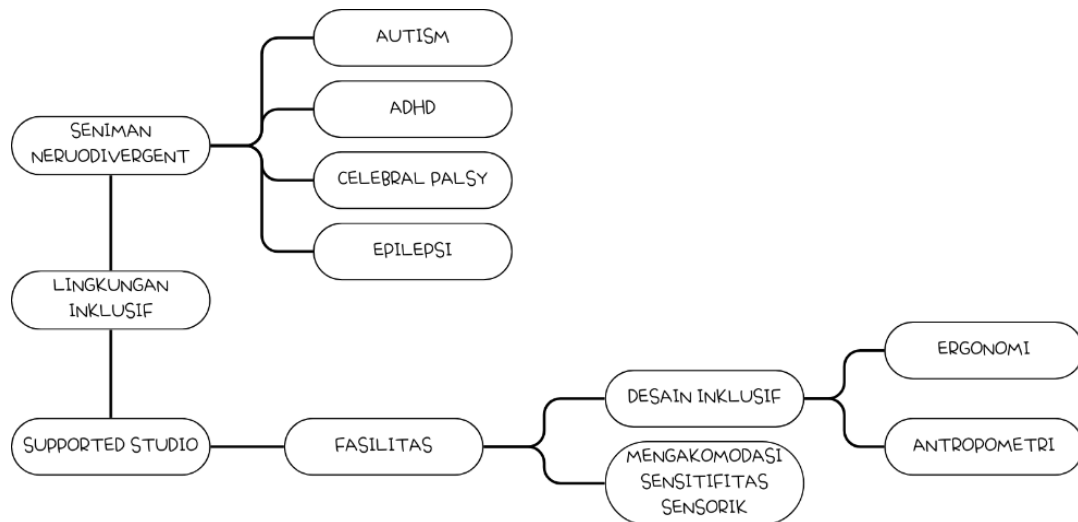 AUTISM
ADHD
SENIMAN
NERUODIVERGENT
CELEBRAL PALSY
EPILEPSI
LINGKUNGAN
INKLUSIF
ERGONOMI
DESAIN INKLUSIF
SUPPORTED STUDIO
FASILITAS
ANTROPOMETRI
MENGAKOMODASI
SENSITIFITAS
SENSORIK